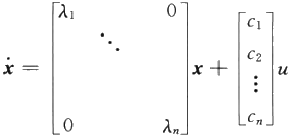 ẋ = [λ₁ 0 ⋱ 0 λₙ] x + [c₁ c₂ ⋮ cₙ] u